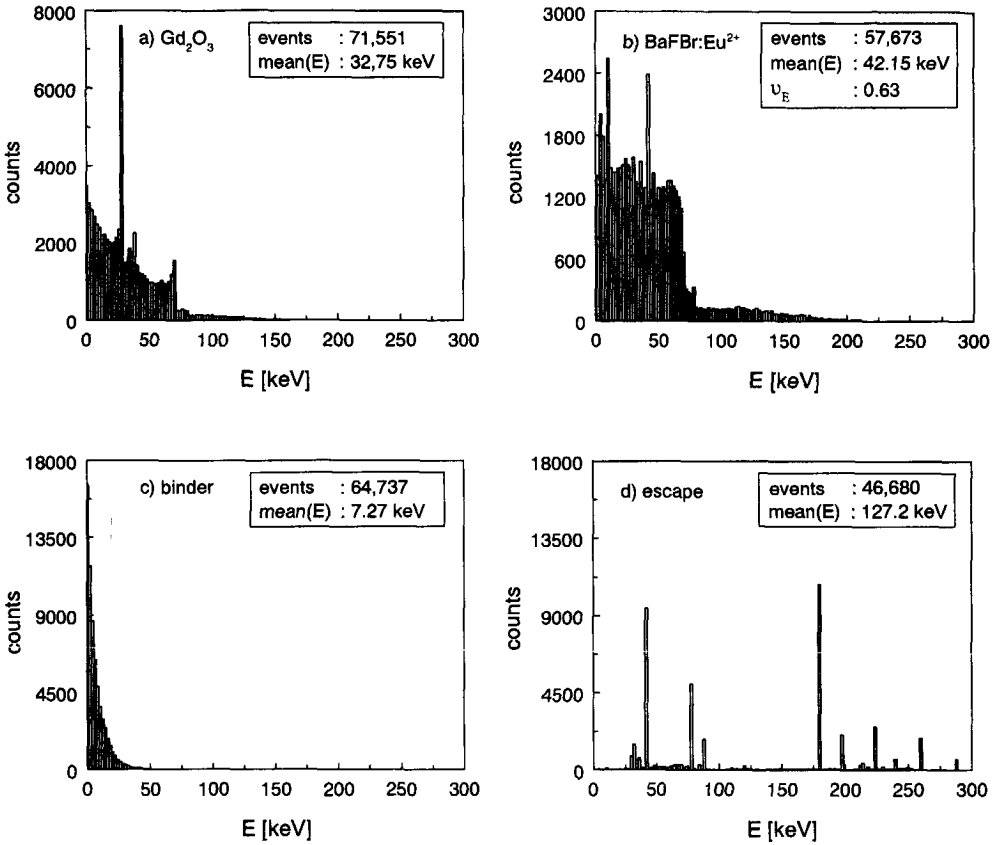 8000
6000
4000
2000
0
counts
a) Gd₂O₃
events : 71,551
mean(E) : 32,75 keV
0 50 100 150 200 250 300
E [keV]
3000
2400
1800
1200
600
0
counts
b) BaFBr:Eu²⁺
events : 57,673
mean(E) : 42.15 keV
υ_E : 0.63
0 50 100 150 200 250 300
E [keV]
18000
13500
9000
4500
0
counts
c) binder
events : 64,737
mean(E) : 7.27 keV
0 50 100 150 200 250 300
E [keV]
18000
13500
9000
4500
0
counts
d) escape
events : 46,680
mean(E) : 127.2 keV
0 50 100 150 200 250 300
E [keV]